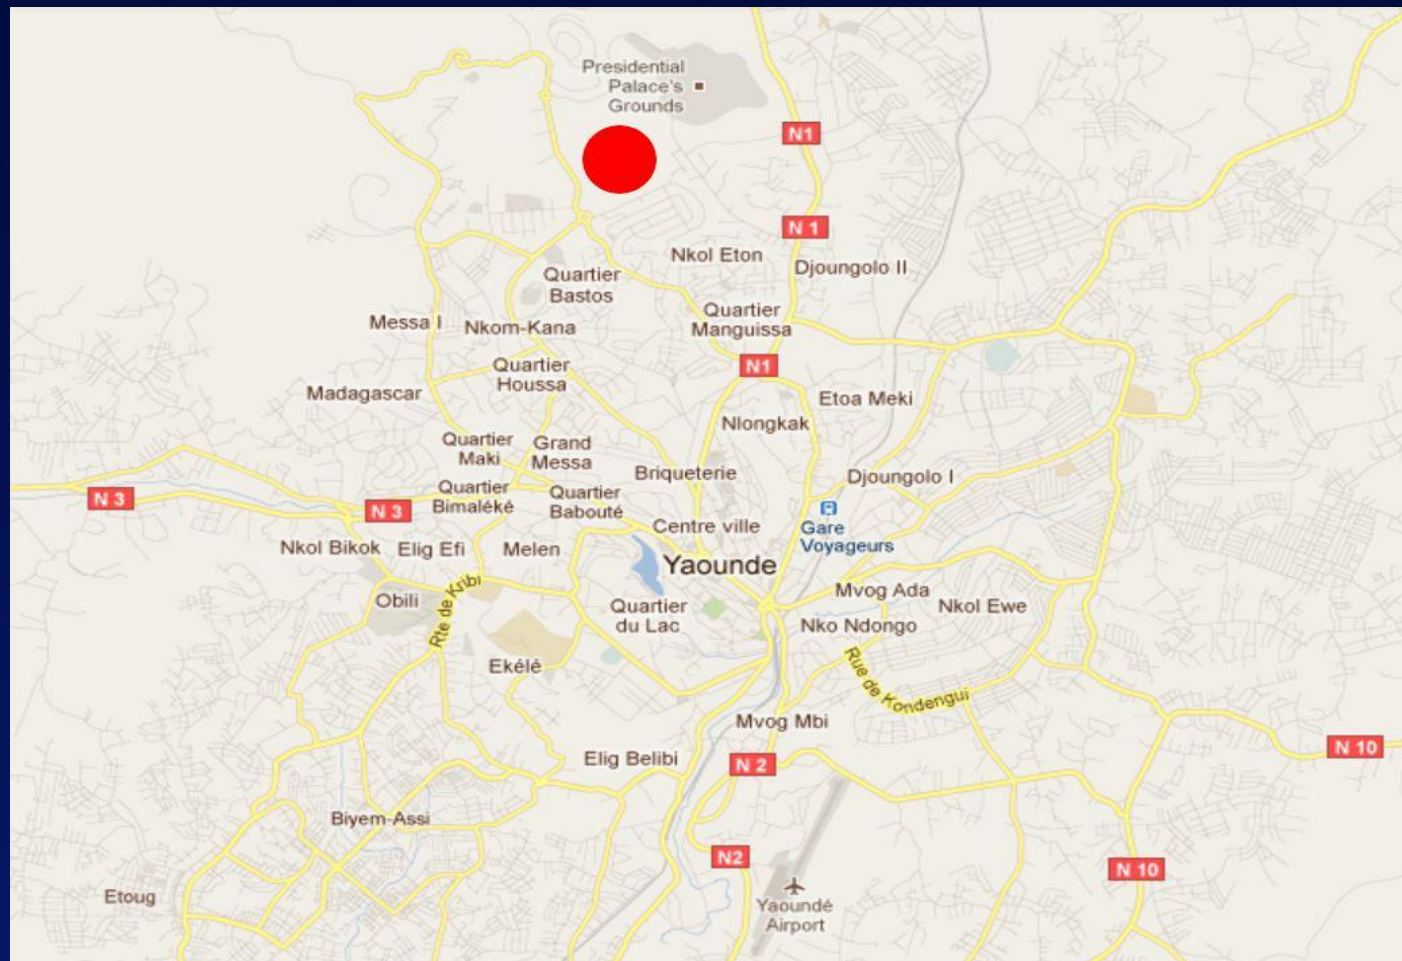 Presidential
Palace's
Grounds
N1
N 1
Nkol Eton
Djoungolo II
Quartier
Bastos
Quartier
Manguissa
Messa I
Nkom-Kana
Quartier
Houssa
N1
Madagascar
Etoa Meki
Nlongkak
Quartier
Maki
Grand
Messa
Briqueterie
Djoungolo I
N 3
N 3
Quartier
Bimaléké
Quartier
Babouté
Centre ville
Gare
Voyageurs
Nkol Bikok
Elig Efi
Melen
Yaounde
Rte de Kribi
Obili
Quartier
du Lac
Mvog Ada
Nkol Ewe
Nko Ndongo
Ekélé
Rue de Kondengui
Mvog Mbi
N 10
Elig Belibi
N 2
Biyem-Assi
N2
N 10
Etoug
Yaoundé
Airport